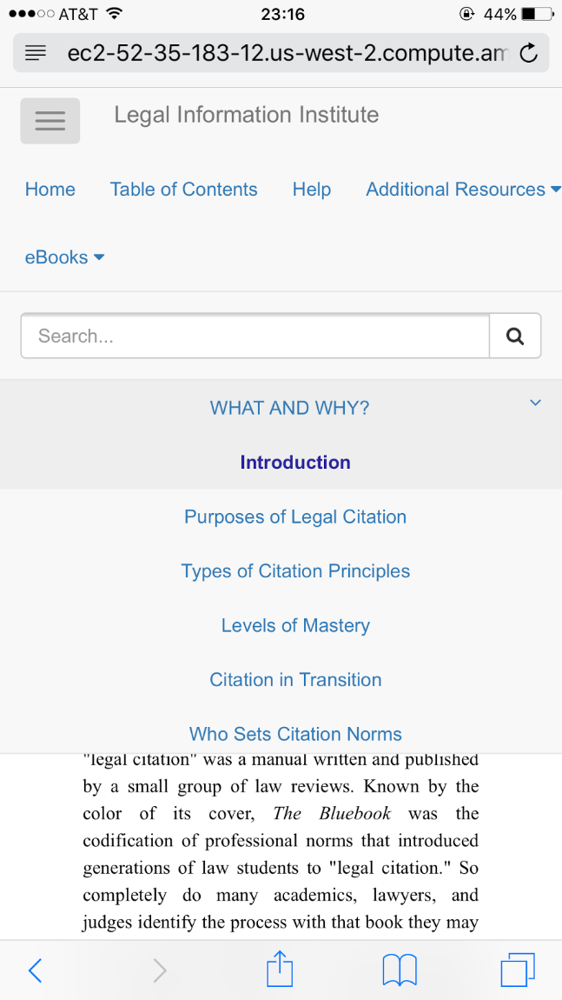 AT&T 23:16 44%
ec2-52-35-183-12.us-west-2.compute.am
Legal Information Institute
Home Table of Contents Help Additional Resources
eBooks
Search...
WHAT AND WHY?
Introduction
Purposes of Legal Citation
Types of Citation Principles
Levels of Mastery
Citation in Transition
Who Sets Citation Norms
"legal citation" was a manual written and published
by a small group of law reviews. Known by the
color of its cover, The Bluebook was the
codification of professional norms that introduced
generations of law students to "legal citation." So
completely do many academics, lawyers, and
judges identify the process with that book they may